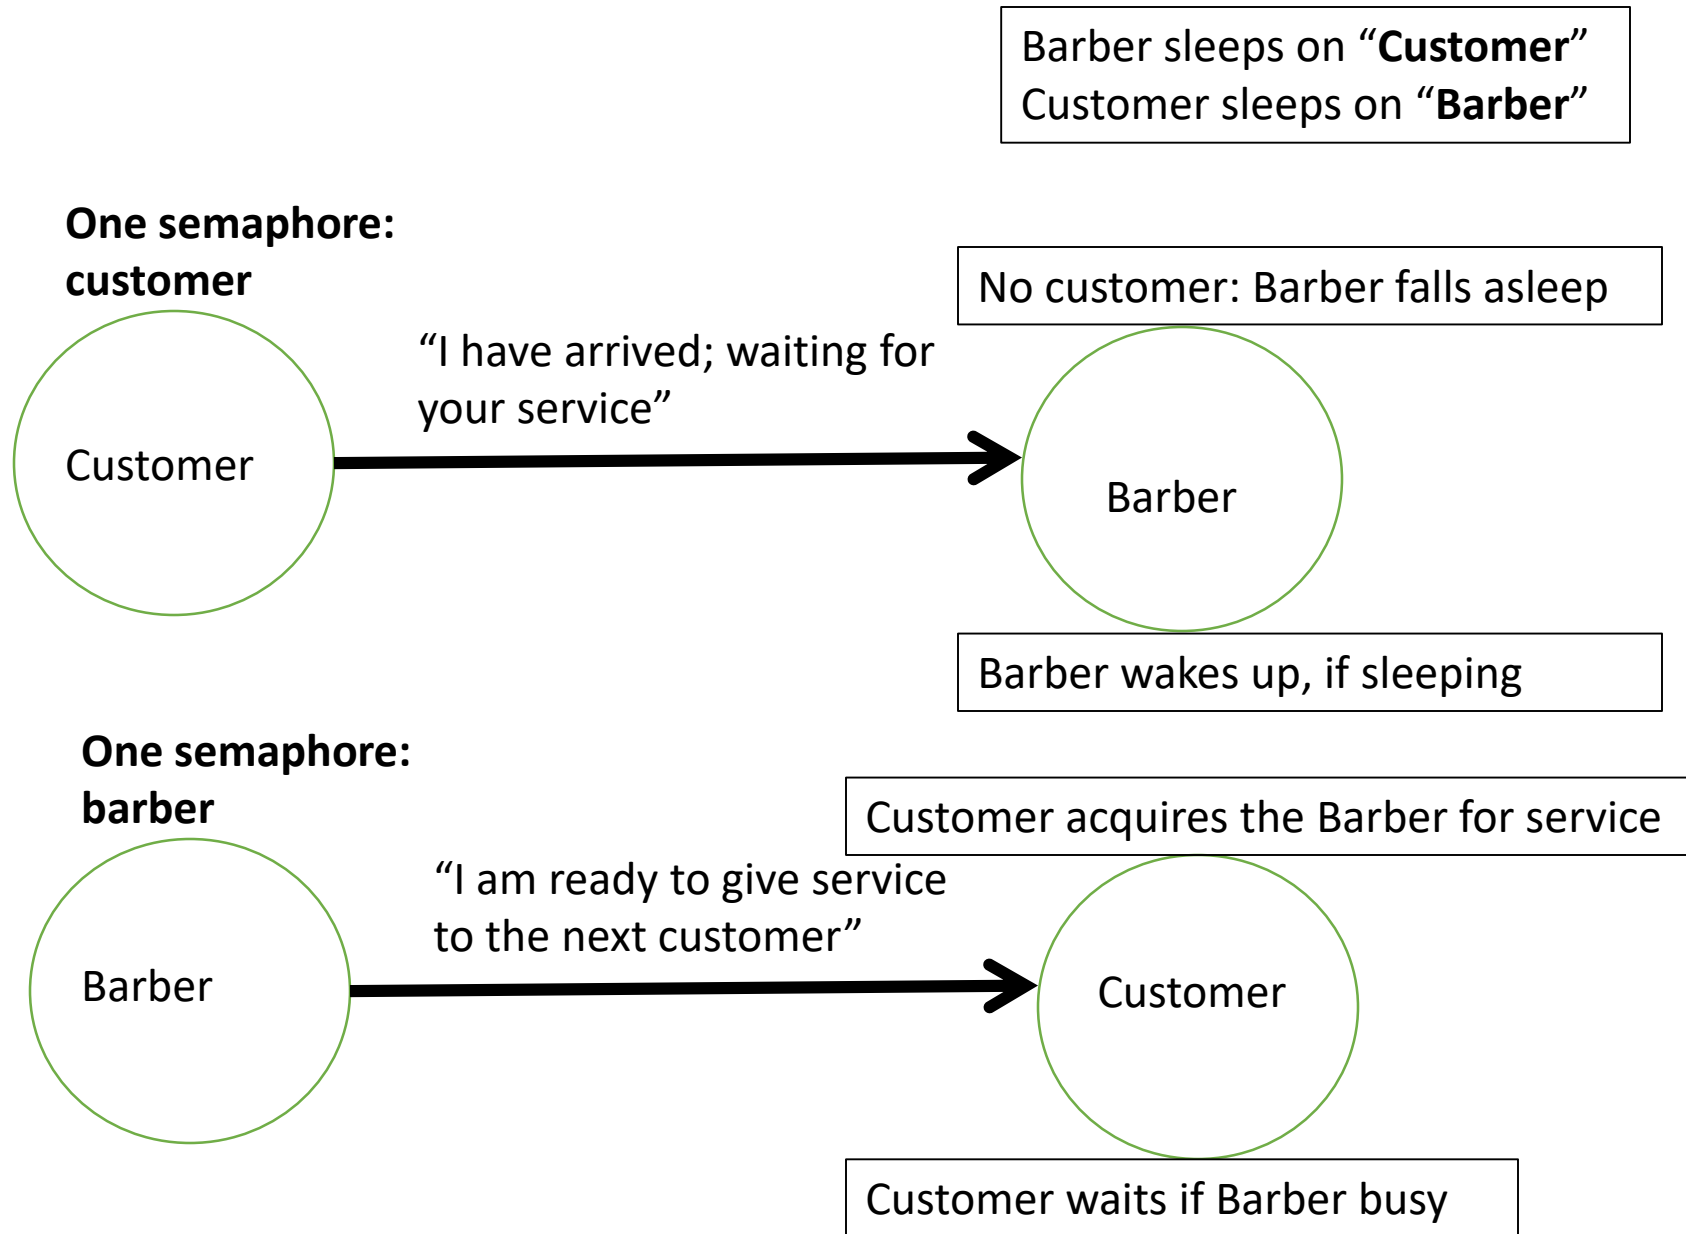 Barber sleeps on “Customer”
Customer sleeps on “Barber”
One semaphore:
customer
No customer: Barber falls asleep
“I have arrived; waiting for
your service”
Customer
Barber
Barber wakes up, if sleeping
One semaphore:
barber
Customer acquires the Barber for service
“I am ready to give service
to the next customer”
Barber
Customer
Customer waits if Barber busy